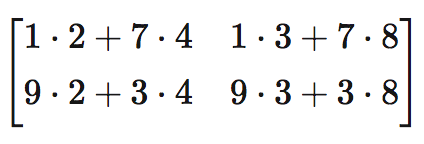 [1 · 2 + 7 · 4  1 · 3 + 7 · 8
9 · 2 + 3 · 4  9 · 3 + 3 · 8]